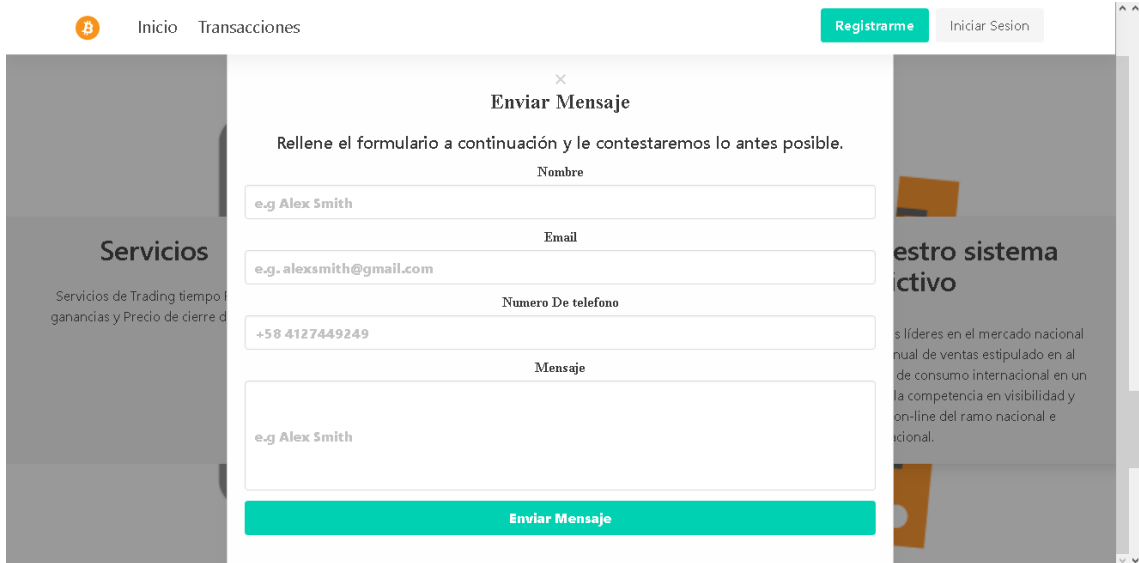 Inicio Transacciones Registrarme Iniciar Sesion
Enviar Mensaje
Rellene el formulario a continuación y le contestaremos lo antes posible.
Nombre
e.g Alex Smith
Email
e.g. alexsmith@gmail.com
Numero De telefono
+58 4127449249
Mensaje
e.g Alex Smith
Enviar Mensaje
Servicios
Servicios de Trading tiempo
ganancias y Precio de cierre
estro sistema
ictivo
líderes en el mercado nacional
de ventas estipulado en al
de consumo internacional en un
la competencia en visibilidad y
on-line del ramo nacional e